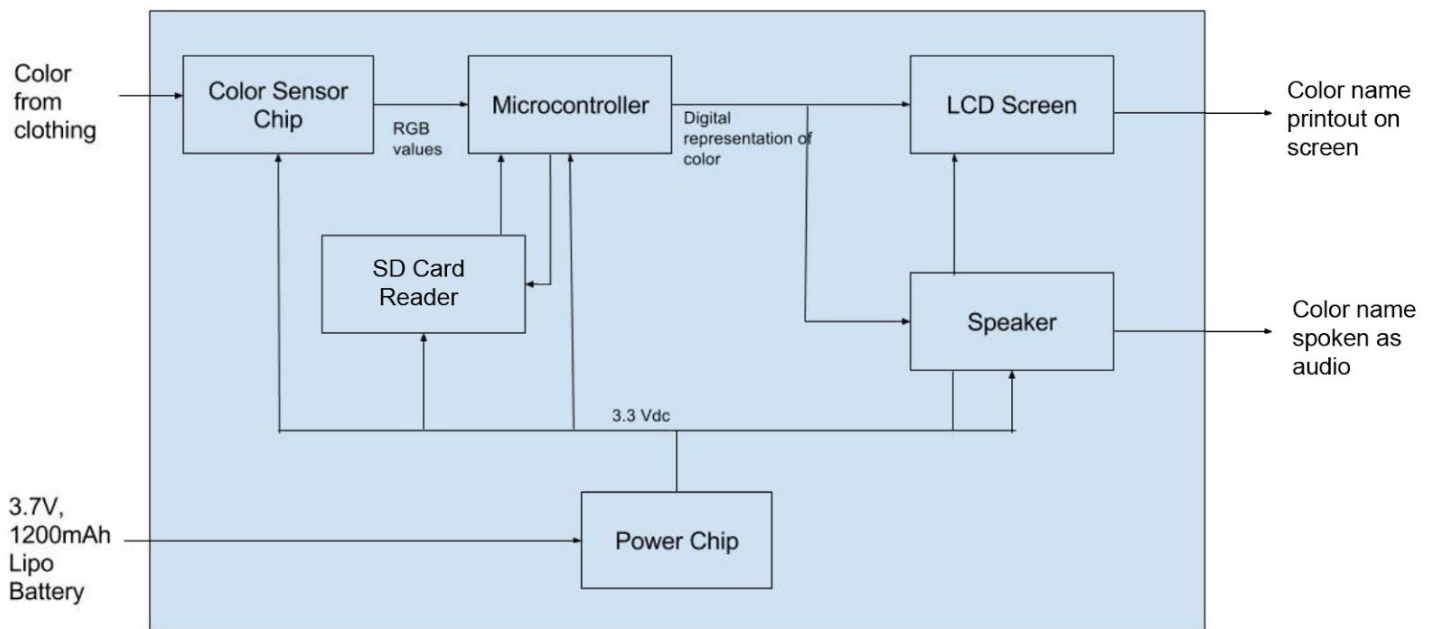 Color
from
clothing
Color Sensor
Chip
RGB
values
Microcontroller
Digital
representation of
color
LCD Screen
Color name
printout on
screen
SD Card
Reader
Speaker
Color name
spoken as
audio
3.3 Vdc
3.7V,
1200mAh
Lipo
Battery
Power Chip